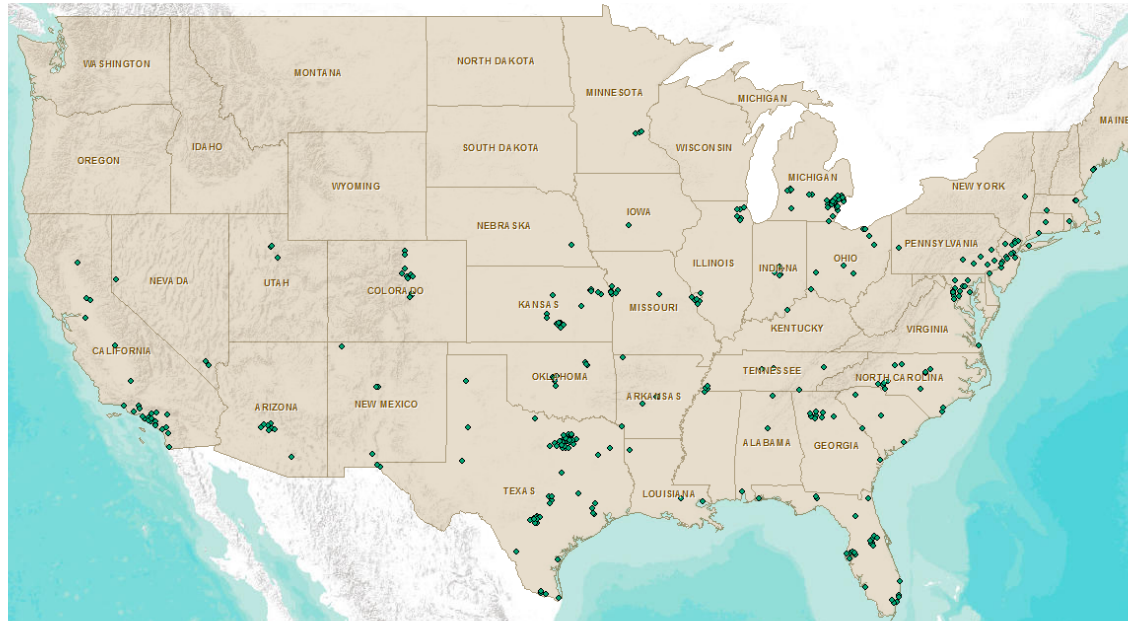 WASHINGTON
MONTANA
NORTH DAKOTA
MINNESOTA
MICHIGAN
MAINE
OREGON
IDAHO
SOUTH DAKOTA
WISCONSIN
MICHIGAN
NEW YORK
WYOMING
IOWA
NEBRASKA
PENNSYLVANIA
NEVADA
UTAH
COLORADO
ILLINOIS
INDIANA
OHIO
KANSAS
MISSOURI
KENTUCKY
VIRGINIA
CALIFORNIA
TENNESSEE
OKLAHOMA
NORTH CAROLINA
ARIZONA
NEW MEXICO
ARKANSAS
ALABAMA
GEORGIA
TEXAS
LOUISIANA